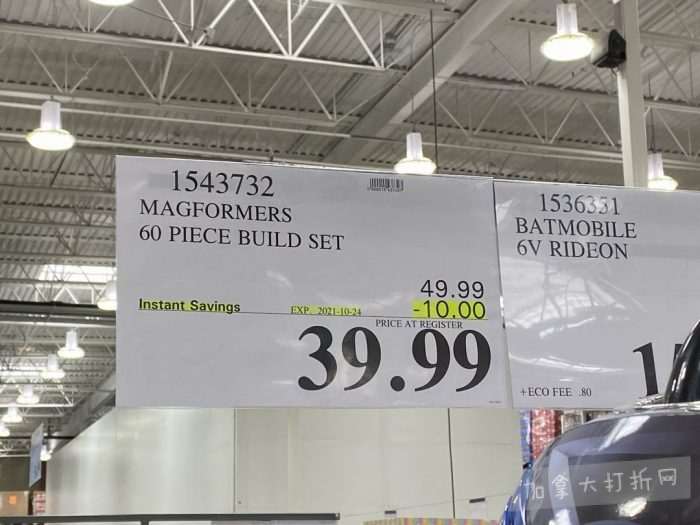 1543732
MAGFORMERS
60 PIECE BUILD SET
49.99
Instant Savings EXP. 2021-10-24 -10.00
PRICE AT REGISTER
39.99
1536331
BATMOBILE
6V RIDEON
+ECO FEE .80
加拿大打折网